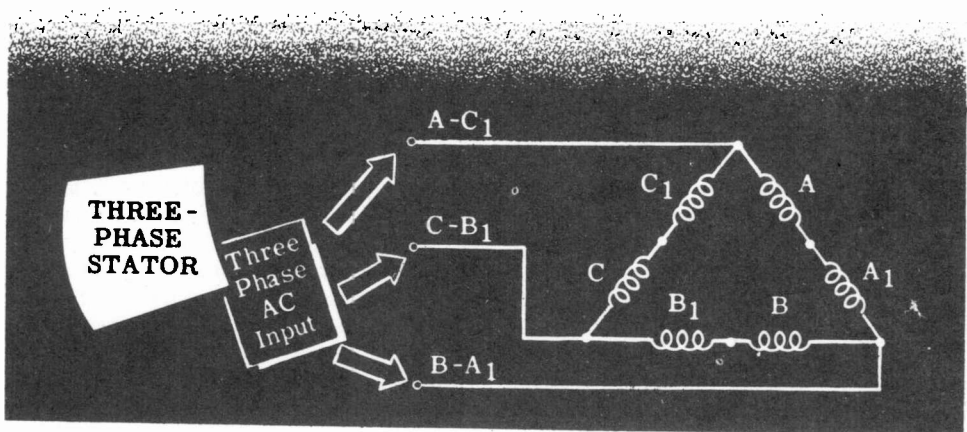 THREE-
PHASE
STATOR
Three
Phase
AC
Input
A-C1
C-B1
B-A1
C1
A
C
A1
B1
B